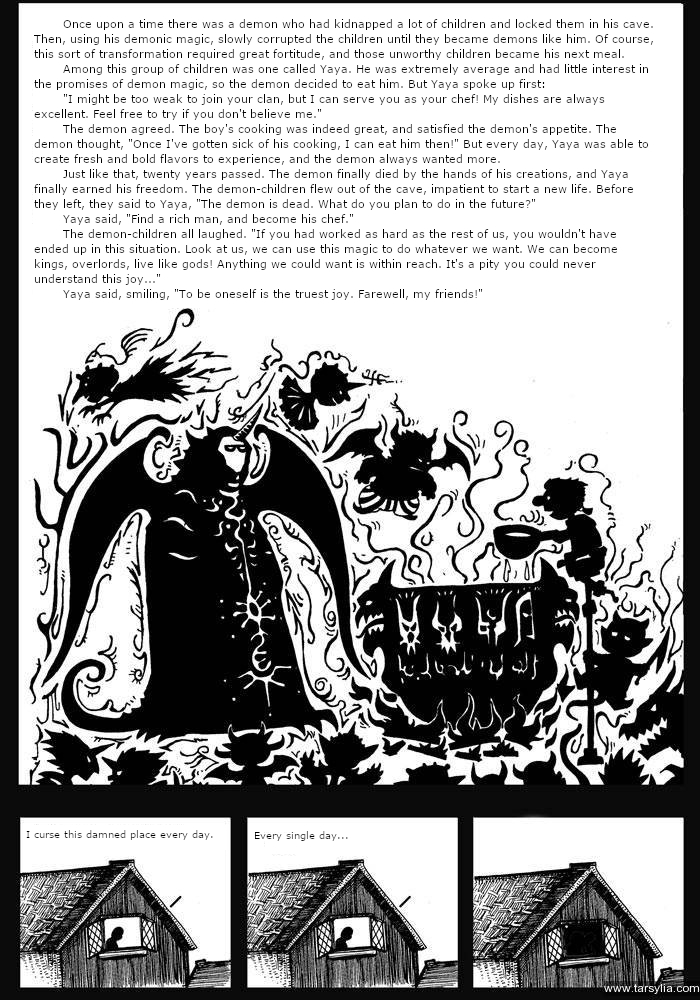 Once upon a time there was a demon who had kidnapped a lot of children and locked them in his cave.
Then, using his demonic magic, slowly corrupted the children until they became demons like him. Of course,
this sort of transformation required great fortitude, and those unworthy children became his next meal.
Among this group of children was one called Yaya. He was extremely average and had little interest in
the promises of demon magic, so the demon decided to eat him. But Yaya spoke up first:
"I might be too weak to join your clan, but I can serve you as your chef! My dishes are always
excellent. Feel free to try if you don't believe me."
The demon agreed. The boy's cooking was indeed great, and satisfied the demon's appetite. The
demon thought, "Once I've gotten sick of his cooking, I can eat him then!" But every day, Yaya was able to
create fresh and bold flavors to experience, and the demon always wanted more.
Just like that, twenty years passed. The demon finally died by the hands of his creations, and Yaya
finally earned his freedom. The demon-children flew out of the cave, impatient to start a new life. Before
they left, they said to Yaya, "The demon is dead. What do you plan to do in the future?"
Yaya said, "Find a rich man, and become his chef."
The demon-children all laughed. "If you had worked as hard as the rest of us, you wouldn't have
ended up in this situation. Look at us, we can use this magic to do whatever we want. We can become
kings, overlords, live like gods! Anything we could want is within reach. It's a pity you could never
understand this joy..."
Yaya said, smiling, "To be oneself is the truest joy. Farewell, my friends!"
I curse this damned place every day.
Every single day...
www.tarsylia.com